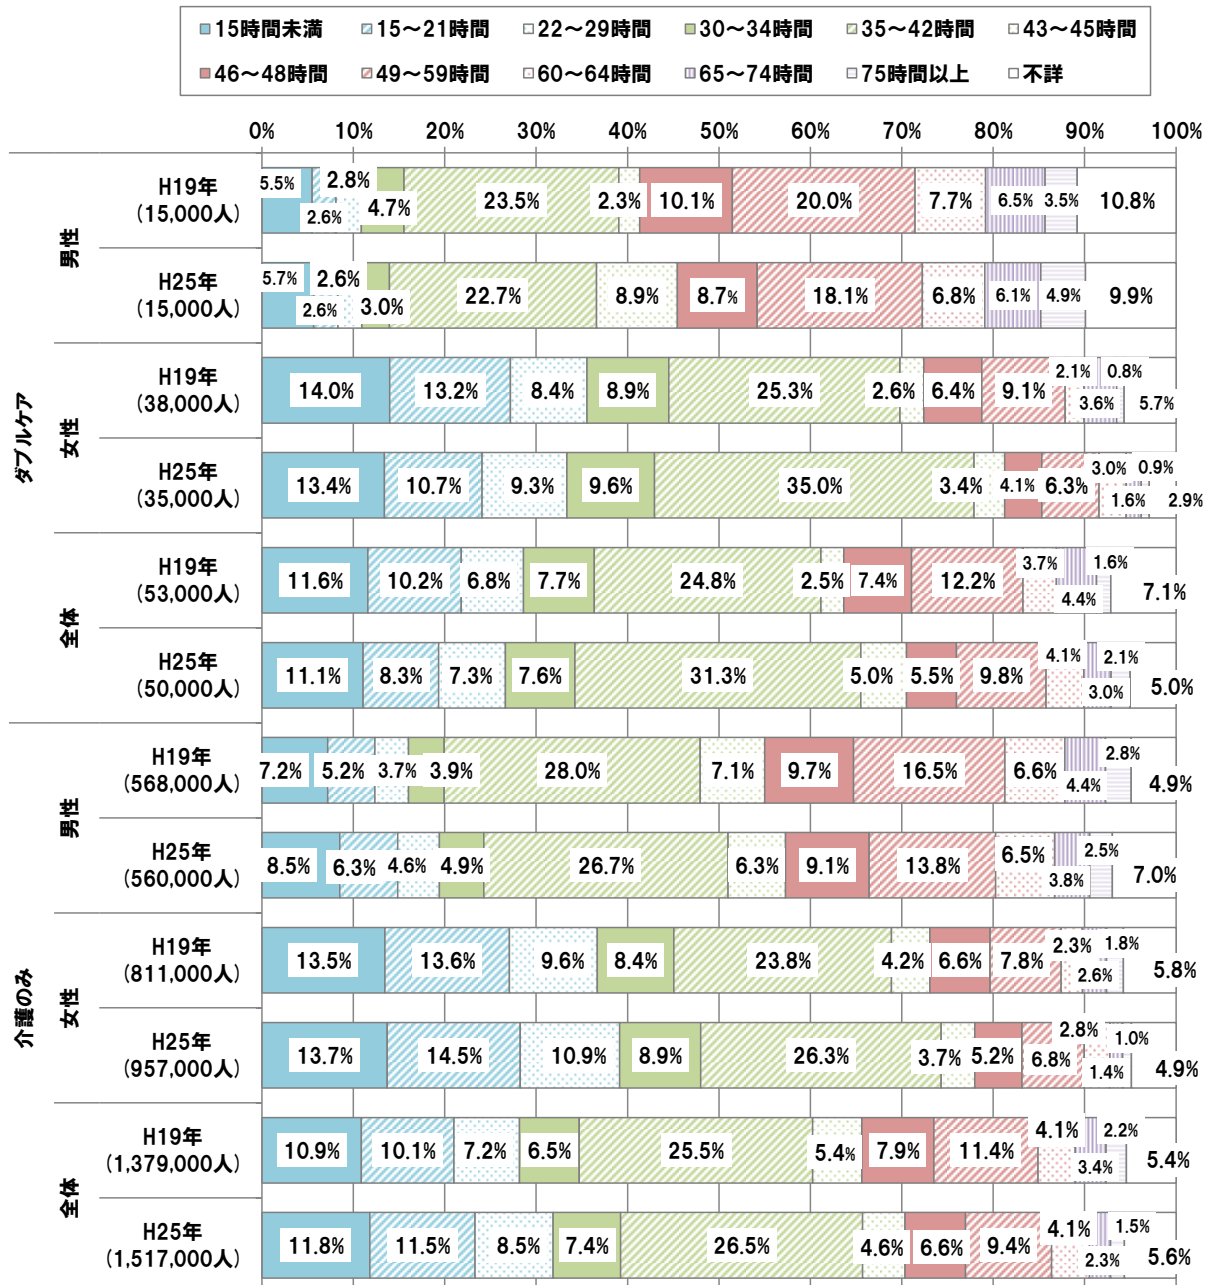 15時間未満 15～21時間 22～29時間 30～34時間 35～42時間 43～45時間
46～48時間 49～59時間 60～64時間 65～74時間 75時間以上 不詳
0% 10% 20% 30% 40% 50% 60% 70% 80% 90% 100%
ダブルケア
男性
H19年
(15,000人)
5.5% 2.6% 2.8% 4.7% 23.5% 2.3% 10.1% 20.0% 7.7% 6.5% 3.5% 10.8%
H25年
(15,000人)
5.7% 2.6% 2.6% 3.0% 22.7% 8.9% 8.7% 18.1% 6.8% 6.1% 4.9% 9.9%
女性
H19年
(38,000人)
14.0% 13.2% 8.4% 8.9% 25.3% 2.6% 6.4% 9.1% 2.1% 3.6% 0.8% 5.7%
H25年
(35,000人)
13.4% 10.7% 9.3% 9.6% 35.0% 3.4% 4.1% 6.3% 3.0% 1.6% 0.9% 2.9%
全体
H19年
(53,000人)
11.6% 10.2% 6.8% 7.7% 24.8% 2.5% 7.4% 12.2% 3.7% 4.4% 1.6% 7.1%
H25年
(50,000人)
11.1% 8.3% 7.3% 7.6% 31.3% 5.0% 5.5% 9.8% 4.1% 3.0% 2.1% 5.0%
介護のみ
男性
H19年
(568,000人)
7.2% 5.2% 3.7% 3.9% 28.0% 7.1% 9.7% 16.5% 6.6% 4.4% 2.8% 4.9%
H25年
(560,000人)
8.5% 6.3% 4.6% 4.9% 26.7% 6.3% 9.1% 13.8% 6.5% 3.8% 2.5% 7.0%
女性
H19年
(811,000人)
13.5% 13.6% 9.6% 8.4% 23.8% 4.2% 6.6% 7.8% 2.3% 2.6% 1.8% 5.8%
H25年
(957,000人)
13.7% 14.5% 10.9% 8.9% 26.3% 3.7% 5.2% 6.8% 2.8% 1.4% 1.0% 4.9%
全体
H19年
(1,379,000人)
10.9% 10.1% 7.2% 6.5% 25.5% 5.4% 7.9% 11.4% 4.1% 3.4% 2.2% 5.4%
H25年
(1,517,000人)
11.8% 11.5% 8.5% 7.4% 26.5% 4.6% 6.6% 9.4% 4.1% 2.3% 1.5% 5.6%